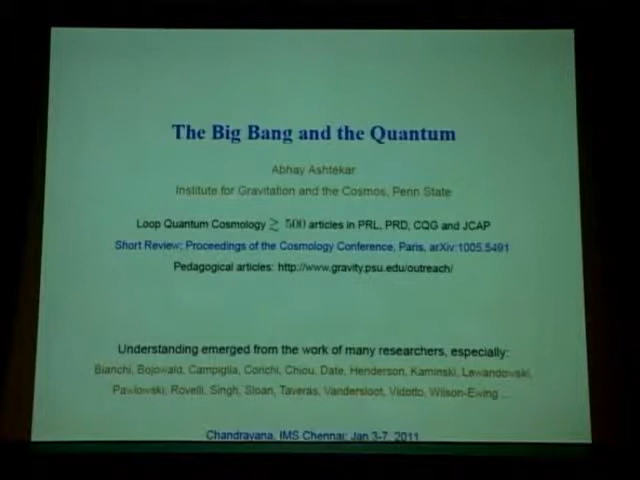 The Big Bang and the Quantum
Abhay Ashtekar
Institute for Gravitation and the Cosmos, Penn State
Loop Quantum Cosmology ≥ 500 articles in PRL, PRD, CQG and JCAP
Short Review: Proceedings of the Cosmology Conference, Paris, arXiv:1005.5491
Pedagogical articles: http://www.gravity.psu.edu/outreach/
Understanding emerged from the work of many researchers, especially:
Bianchi, Bojowald, Campiglia, Corichi, Chiou, Date, Henderson, Kaminski, Lewandowski,
Pawlowski, Rovelli, Singh, Sloan, Taveras, Vandersloot, Vidotto, Wilson-Ewing ...
Chandrayana, IMS Chennai; Jan 3-7, 2011